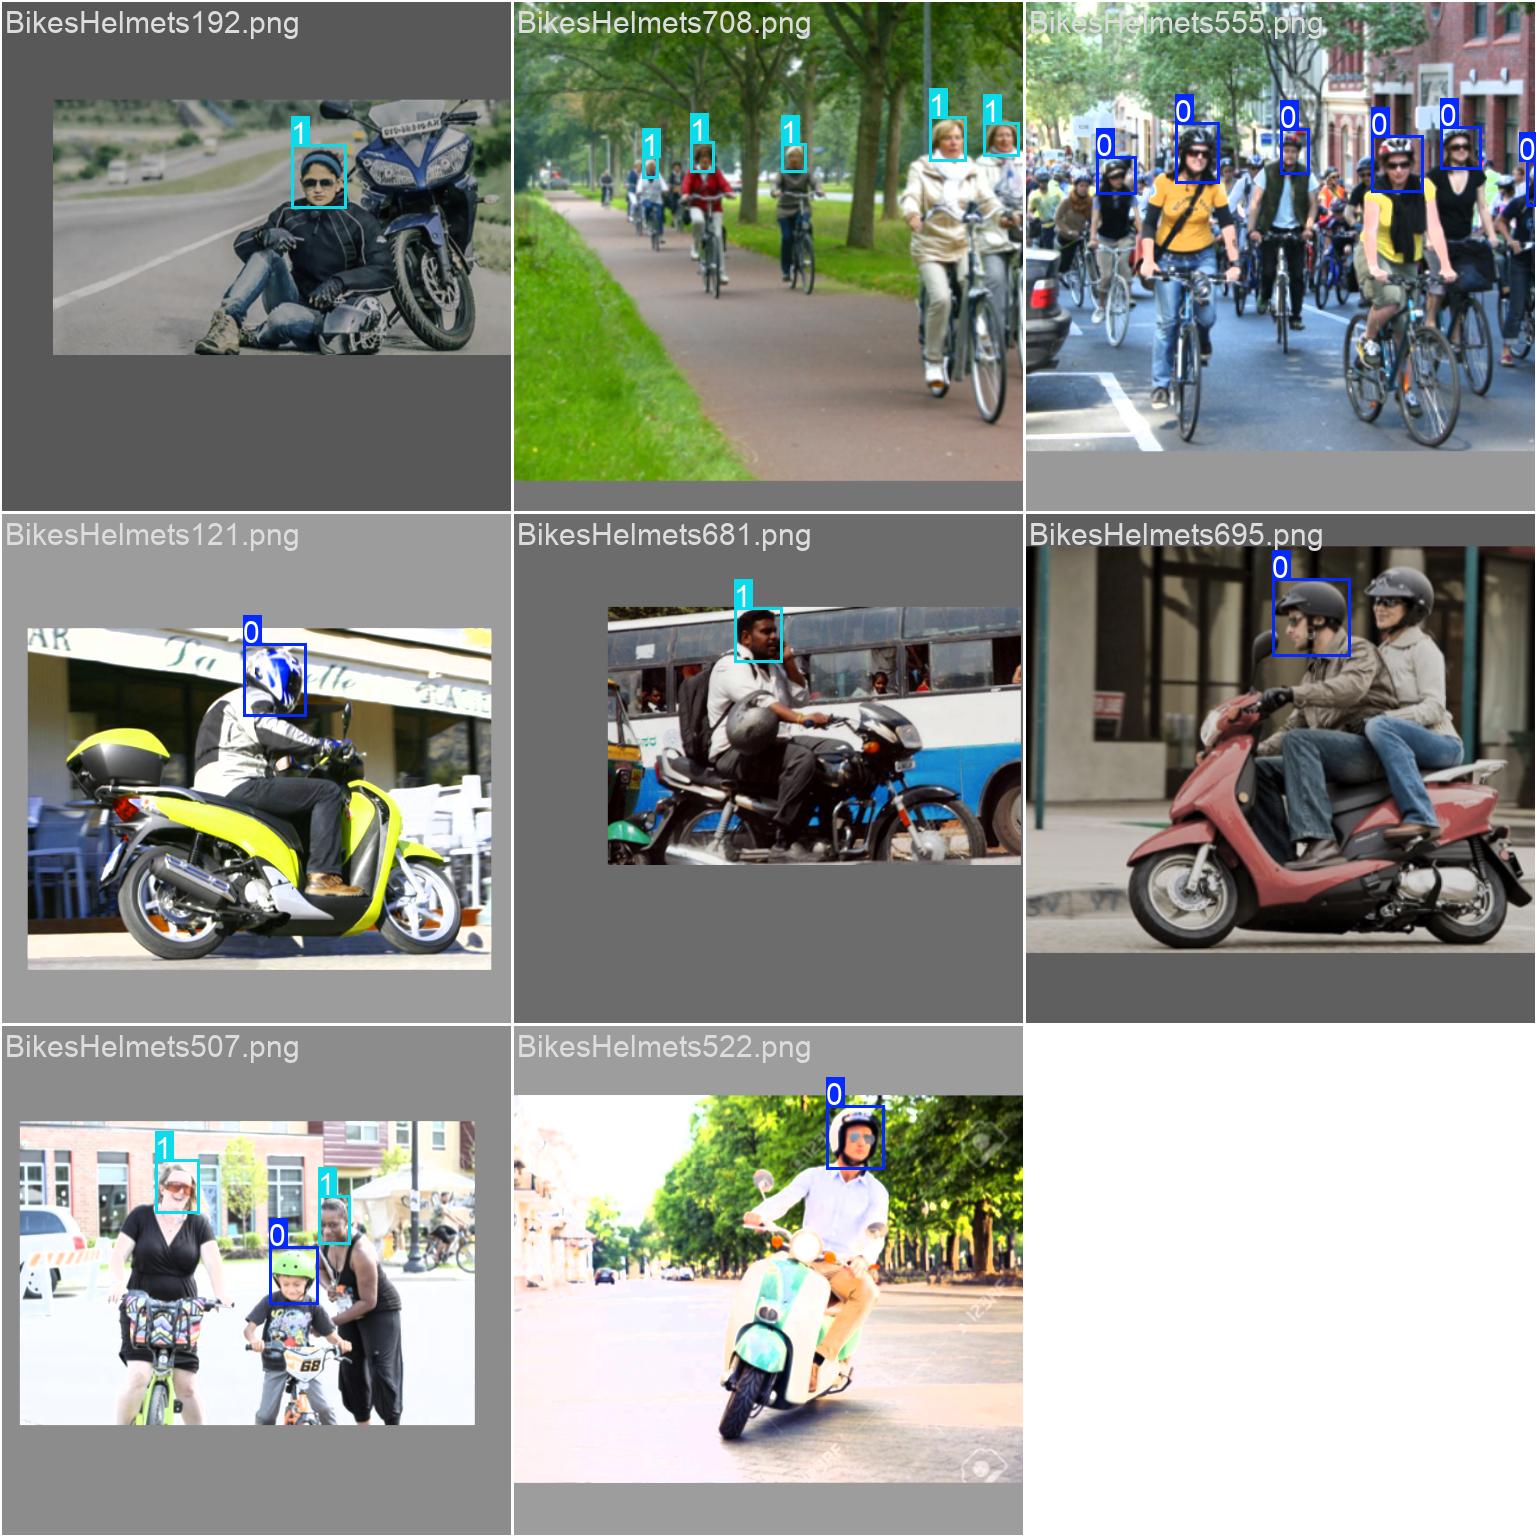 BikesHelmets192.png
BikesHelmets708.png
BikesHelmets555.png
1
1
1
1
1
1
0
0
0
0
0
0
BikesHelmets121.png
BikesHelmets681.png
BikesHelmets695.png
0
1
0
AR
BikesHelmets507.png
BikesHelmets522.png
1
1
0
0
68